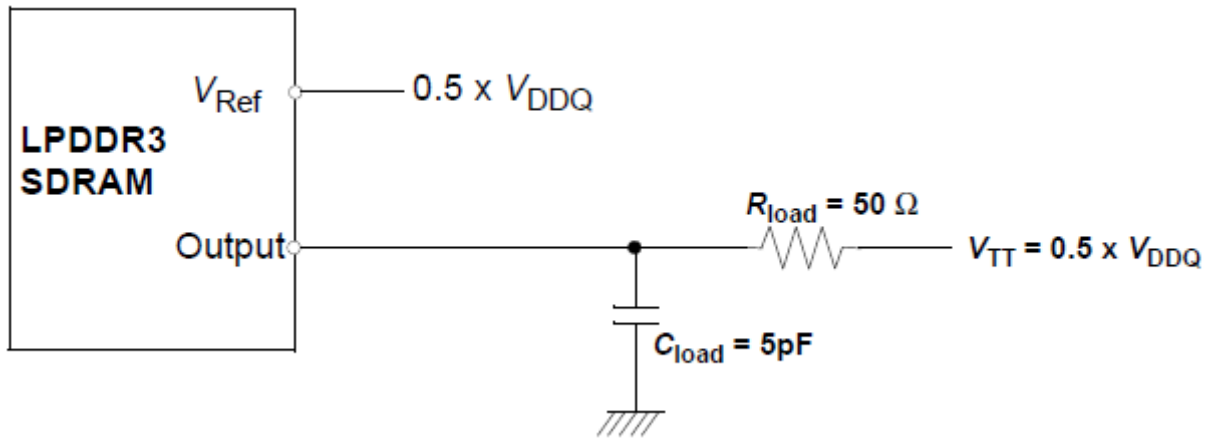 VRef
0.5 x VDDQ
LPDDR3
SDRAM
Output
Rload = 50 Ω
VTT = 0.5 x VDDQ
Cload = 5pF